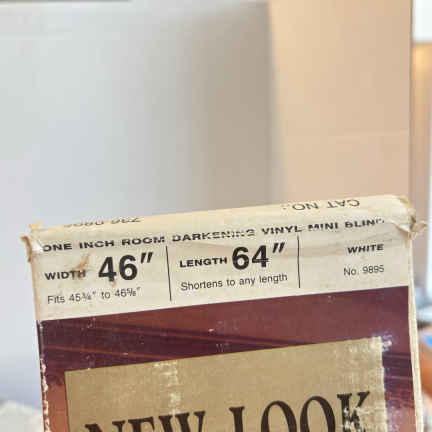 CAT NO.:
ONE INCH ROOM DARKENING VINYL MINI BLIND
WIDTH 46" LENGTH 64" WHITE
Fits 45¾" to 46⅝" Shortens to any length No. 9895
NEW LOOK